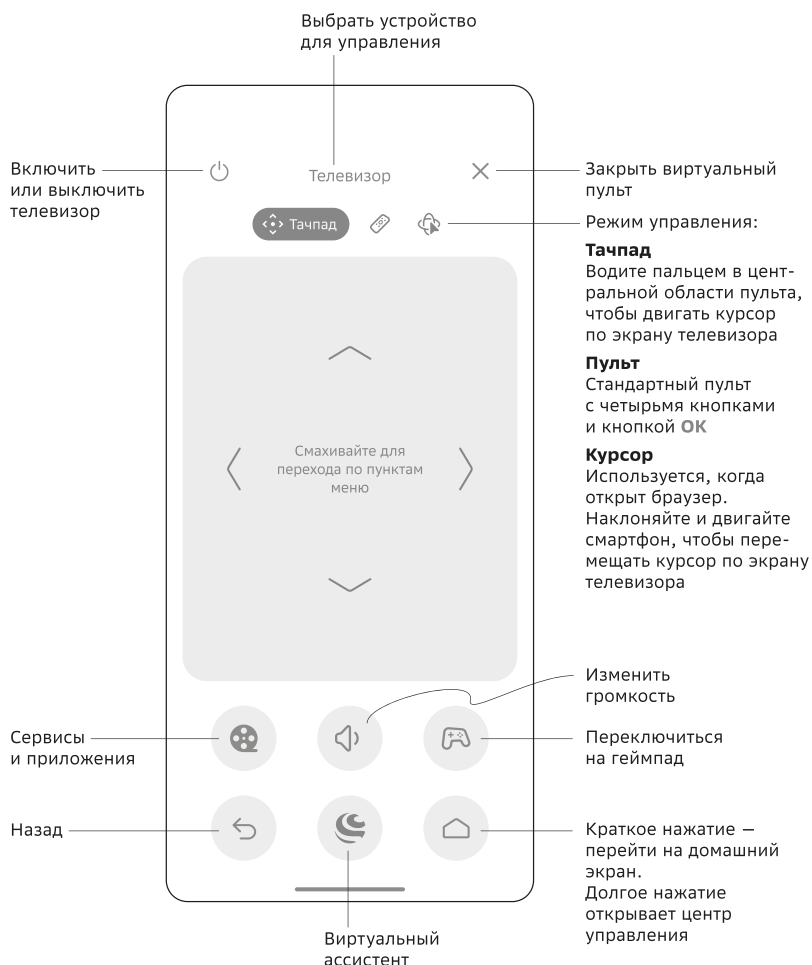 Выбрать устройство
для управления
Включить
или выключить
телевизор
Телевизор
Закрыть виртуальный
пульт
Тачпад
Режим управления:
Тачпад
Водите пальцем в цент-
ральной области пульта,
чтобы двигать курсор
по экрану телевизора
Пульт
Стандартный пульт
с четырьмя кнопками
и кнопкой ОК
Курсор
Используется, когда
открыт браузер.
Наклоняйте и двигайте
смартфон, чтобы пере-
мещать курсор по экрану
телевизора
Смахивайте для
перехода по пунктам
меню
Изменить
громкость
Сервисы
и приложения
Переключиться
на геймпад
Назад
Краткое нажатие —
перейти на домашний
экран.
Долгое нажатие
открывает центр
управления
Виртуальный
ассистент